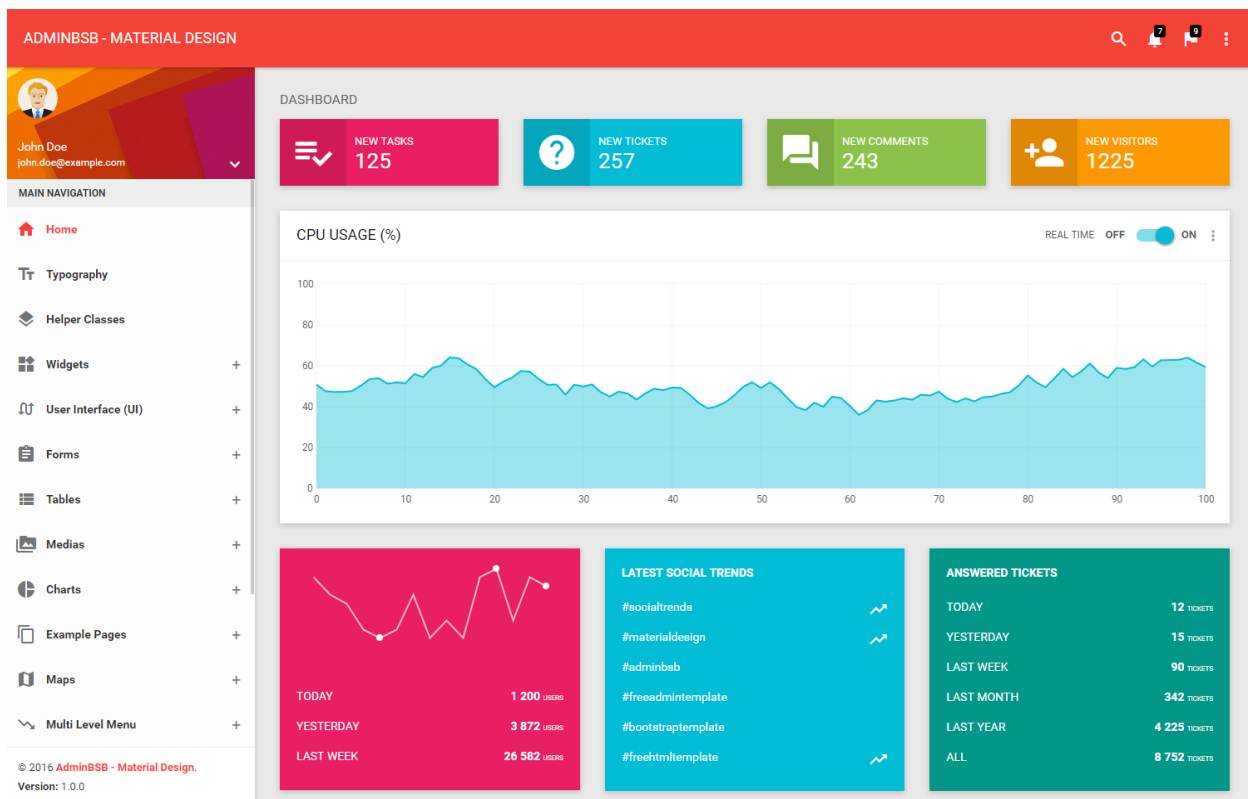 ADMINBSB - MATERIAL DESIGN
7
9
John Doe
john.doe@example.com
MAIN NAVIGATION
Home
Typography
Helper Classes
Widgets +
User Interface (UI) +
Forms +
Tables +
Medias +
Charts +
Example Pages +
Maps +
Multi Level Menu +
© 2016 AdminBSB - Material Design.
Version: 1.0.0
DASHBOARD
NEW TASKS
125
NEW TICKETS
257
NEW COMMENTS
243
NEW VISITORS
1225
CPU USAGE (%)
REAL TIME OFF ON
100
80
60
40
20
0
0 10 20 30 40 50 60 70 80 90 100
TODAY 1 200 USERS
YESTERDAY 3 872 USERS
LAST WEEK 26 582 USERS
LATEST SOCIAL TRENDS
#socialtrends
#materialdesign
#adminbsb
#freeadmintemplate
#bootstraptemplate
#freehtmltemplate
ANSWERED TICKETS
TODAY 12 TICKETS
YESTERDAY 15 TICKETS
LAST WEEK 90 TICKETS
LAST MONTH 342 TICKETS
LAST YEAR 4 225 TICKETS
ALL 8 752 TICKETS